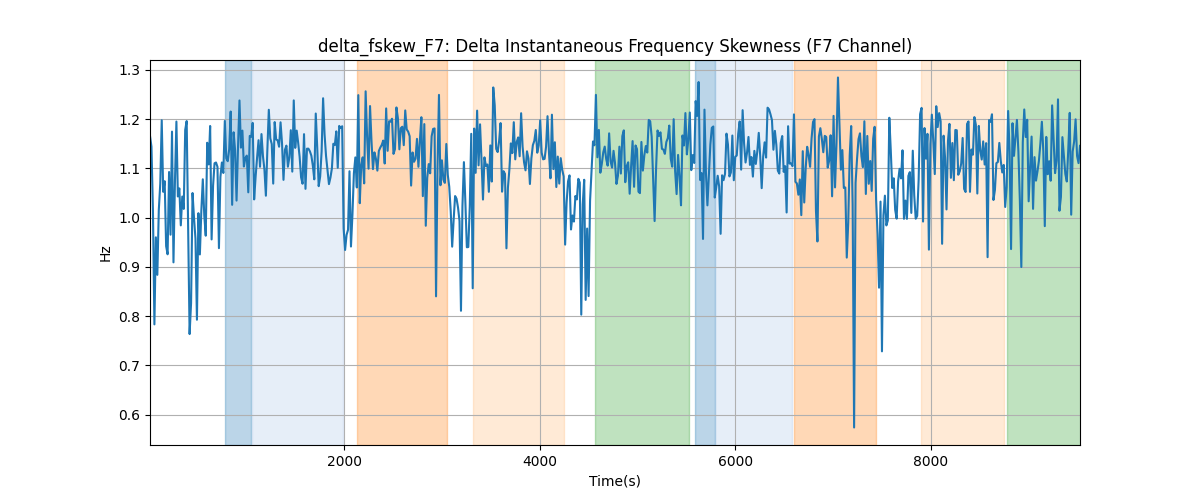 delta_fskew_F7: Delta Instantaneous Frequency Skewness (F7 Channel)
1.3
1.2
1.1
1.0
0.9
0.8
0.7
0.6
Hz
2000 4000 6000 8000
Time(s)